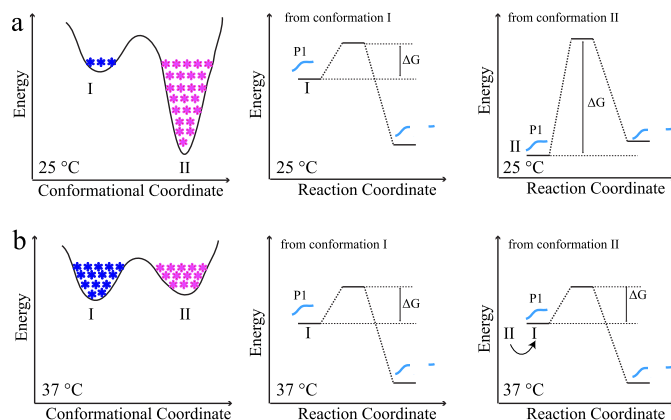 a
Energy
I
II
25 °C
Conformational Coordinate
from conformation I
Energy
P1
I
ΔG
25 °C
Reaction Coordinate
from conformation II
Energy
P1
II
ΔG
25 °C
Reaction Coordinate
b
Energy
I
II
37 °C
Conformational Coordinate
from conformation I
Energy
P1
I
ΔG
37 °C
Reaction Coordinate
from conformation II
Energy
P1
ΔG
II I
37 °C
Reaction Coordinate